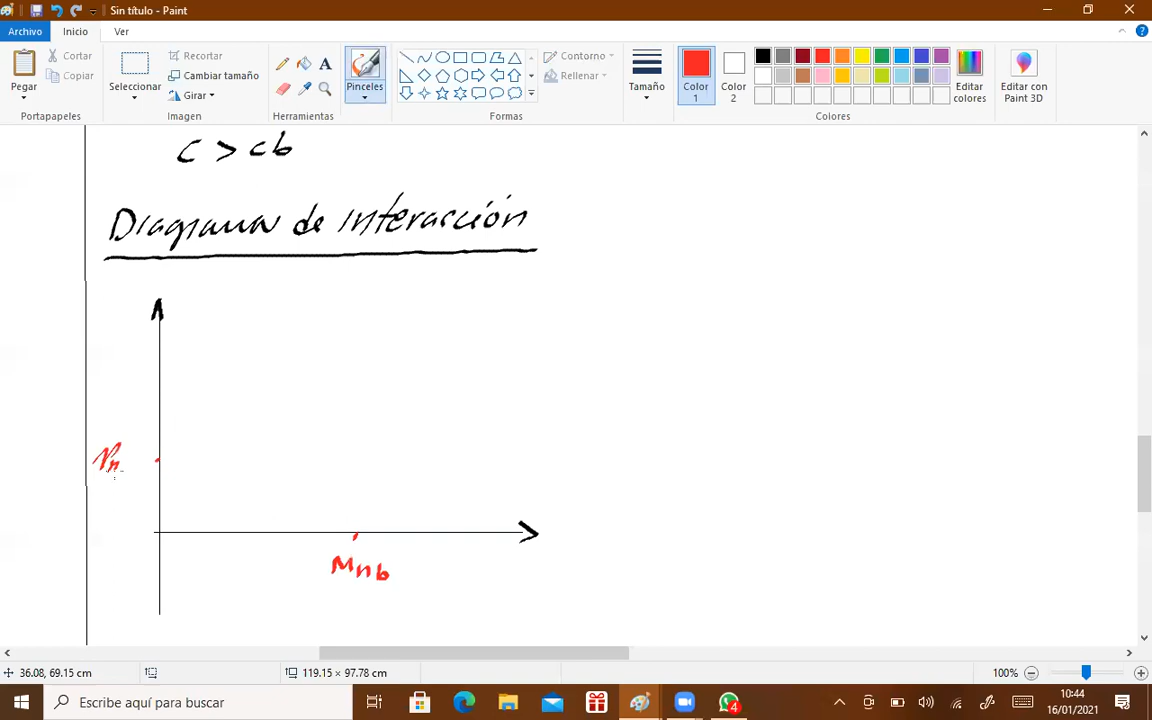 Sin título - Paint
Archivo Inicio Ver
Pegar
Cortar
Copiar
Portapapeles
Seleccionar
Recortar
Cambiar tamaño
Girar
Imagen
A
Herramientas
Pinceles
Contorno
Rellenar
Formas
Tamaño
Color 1
Color 2
Editar colores
Colores
Editar con Paint 3D
c > cb
Diagrama de interacción
Pn
Mnb
36.08, 69.15 cm
119.15 × 97.78 cm
100%
Escribe aquí para buscar
4
10:44
16/01/2021